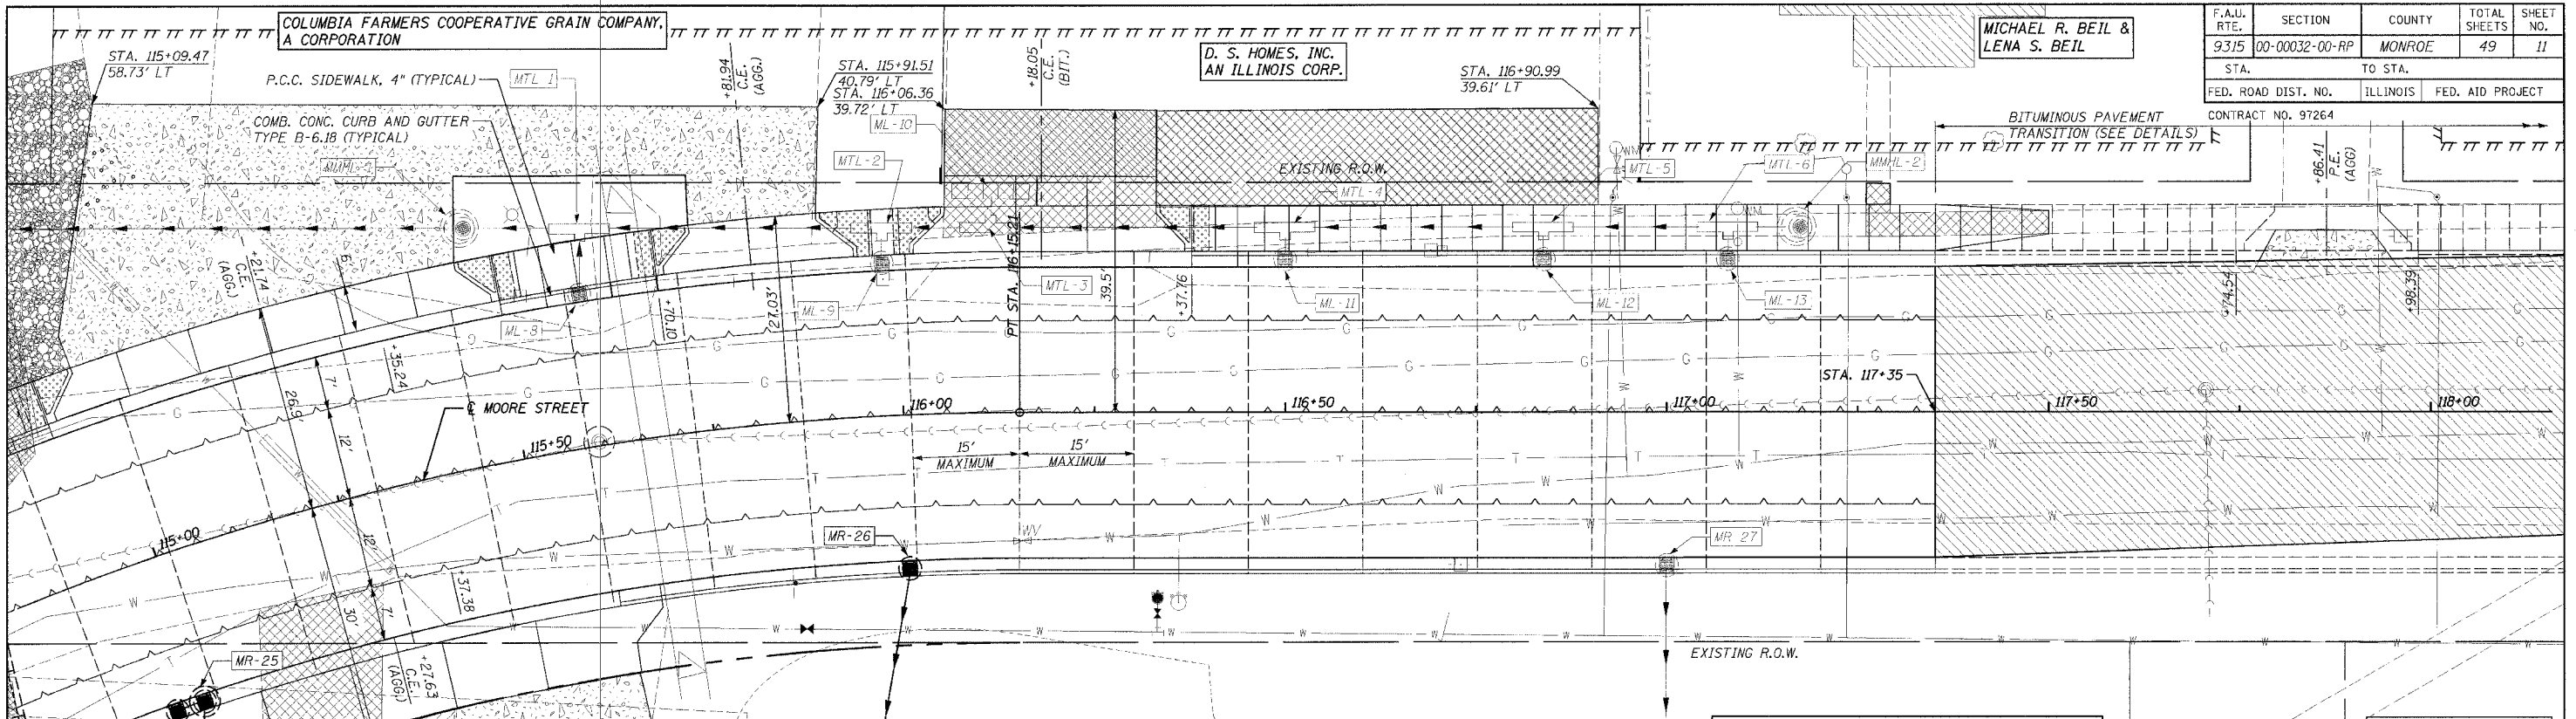 COLUMBIA FARMERS COOPERATIVE GRAIN COMPANY,
A CORPORATION
D. S. HOMES, INC.
AN ILLINOIS CORP.
MICHAEL R. BEIL &
LENA S. BEIL
F.A.U. RTE.
SECTION
COUNTY
TOTAL SHEETS
SHEET NO.
9315
00-00032-00-RP
MONROE
49
11
STA.
TO STA.
FED. ROAD DIST. NO.
ILLINOIS
FED. AID PROJECT
CONTRACT NO. 97264
STA. 115+09.47
58.73' LT
P.C.C. SIDEWALK, 4" (TYPICAL)
MTL 1
COMB. CONC. CURB AND GUTTER
TYPE B-6.18 (TYPICAL)
+81.94
C.E.
(AGG.)
STA. 115+91.51
40.79' LT
STA. 116+06.36
39.72' LT
ML-10
MTL-2
+18.05
C.E.
(BIT.)
STA. 116+90.99
39.61' LT
EXISTING R.O.W.
MTL-4
MTL-5
MTL-6
MMHL-2
BITUMINOUS PAVEMENT
TRANSITION (SEE DETAILS)
+86.41
P.E.
(AGG)
+21.74
C.E.
(AGG.)
6'
ML-8
+70.10
27.03'
ML-9
PT STA. 116+15.21
MTL-3
39.5'
+37.76
ML-11
ML-12
ML-13
+74.54
+98.39
+35.24
7'
26.9'
12'
℄ MOORE STREET
115+00
115+50
116+00
116+50
117+00
STA. 117+35
117+50
118+00
15'
MAXIMUM
15'
MAXIMUM
WV
MR-26
MR 27
12'
+37.38
7'
30'
MR-25
+27.63
C.E.
(AGG)
EXISTING R.O.W.